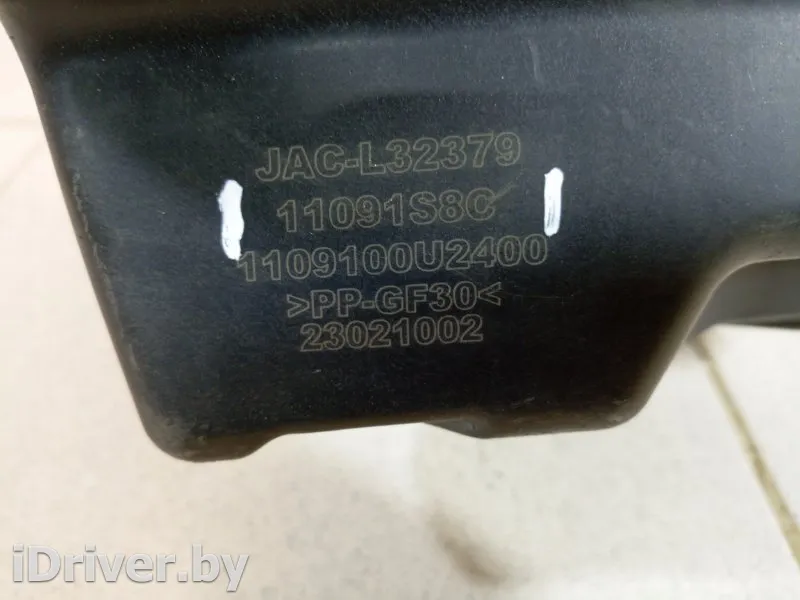 JAC-L32379
11091S8C
1109100U2400
>PP-GF30<
23021002
iDriver.by